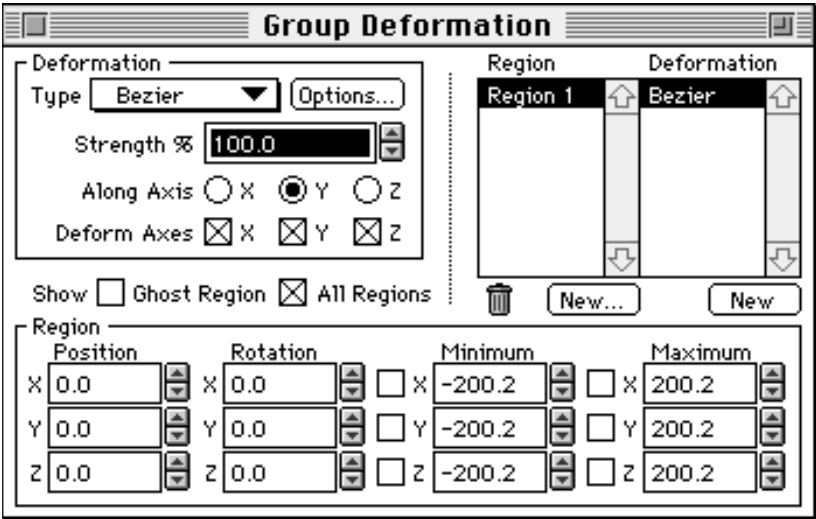 Group Deformation
Deformation
Type Bezier Options...
Strength % 100.0
Along Axis X Y Z
Deform Axes X Y Z
Show Ghost Region All Regions
Region Deformation
Region 1 Bezier
New... New
Region
Position Rotation Minimum Maximum
X 0.0 X 0.0 X -200.2 X 200.2
Y 0.0 Y 0.0 Y -200.2 Y 200.2
Z 0.0 Z 0.0 Z -200.2 Z 200.2